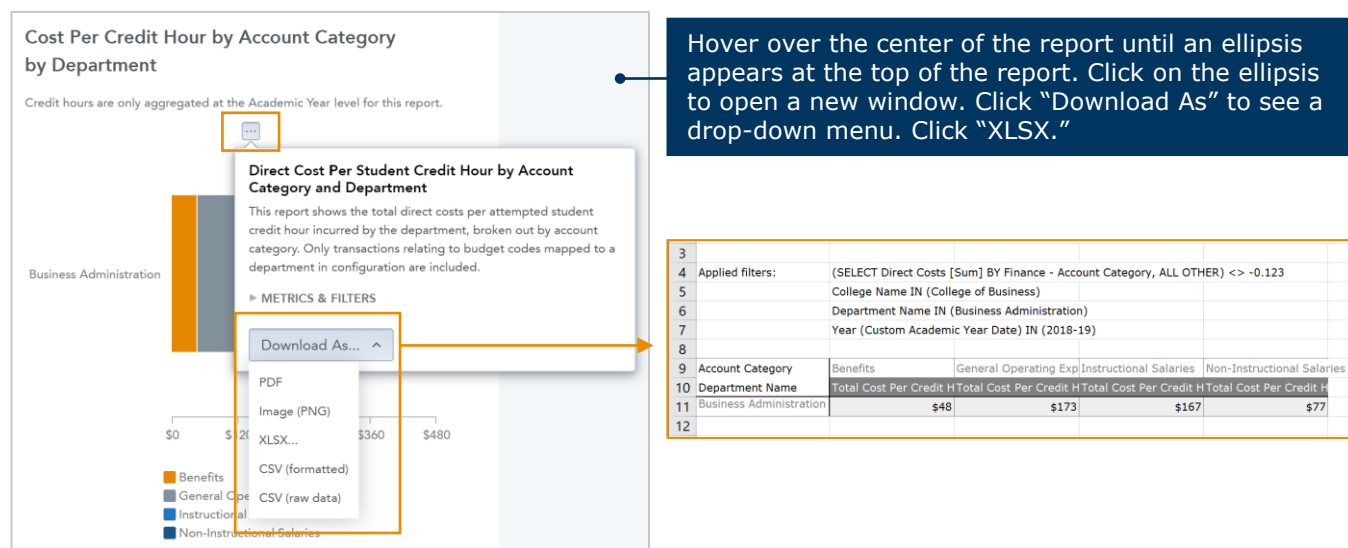 Cost Per Credit Hour by Account Category
by Department
Credit hours are only aggregated at the Academic Year level for this report.
Direct Cost Per Student Credit Hour by Account
Category and Department
This report shows the total direct costs per attempted student
credit hour incurred by the department, broken out by account
category. Only transactions relating to budget codes mapped to a
department in configuration are included.
METRICS & FILTERS
Download As...
PDF
Image (PNG)
XLSX...
CSV (formatted)
CSV (raw data)
Business Administration
$0 $120 $360 $480
Benefits
General Ope
Instructional
Non-Instructional Salaries
Hover over the center of the report until an ellipsis
appears at the top of the report. Click on the ellipsis
to open a new window. Click “Download As” to see a
drop-down menu. Click “XLSX.”
3
4 Applied filters: (SELECT Direct Costs [Sum] BY Finance - Account Category, ALL OTHER) <> -0.123
5 College Name IN (College of Business)
6 Department Name IN (Business Administration)
7 Year (Custom Academic Year Date) IN (2018-19)
8
9 Account Category Benefits General Operating Exp Instructional Salaries Non-Instructional Salaries
10 Department Name Total Cost Per Credit H Total Cost Per Credit H Total Cost Per Credit H Total Cost Per Credit H
11 Business Administration $48 $173 $167 $77
12